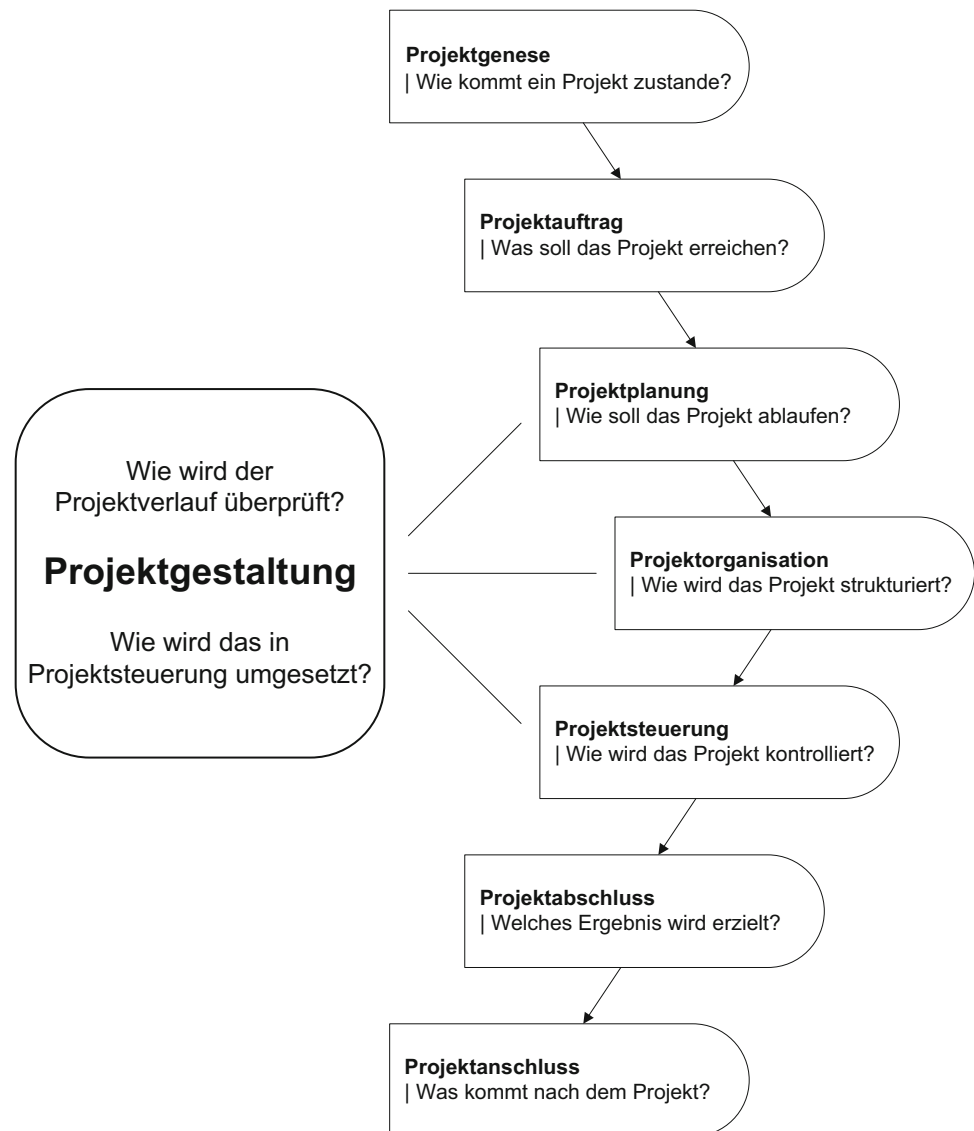 Projektgenese
| Wie kommt ein Projekt zustande?
Projektauftrag
| Was soll das Projekt erreichen?
Projektplanung
| Wie soll das Projekt ablaufen?
Wie wird der
Projektverlauf überprüft?
Projektgestaltung
Wie wird das in
Projektsteuerung umgesetzt?
Projektorganisation
| Wie wird das Projekt strukturiert?
Projektsteuerung
| Wie wird das Projekt kontrolliert?
Projektabschluss
| Welches Ergebnis wird erzielt?
Projektanschluss
| Was kommt nach dem Projekt?